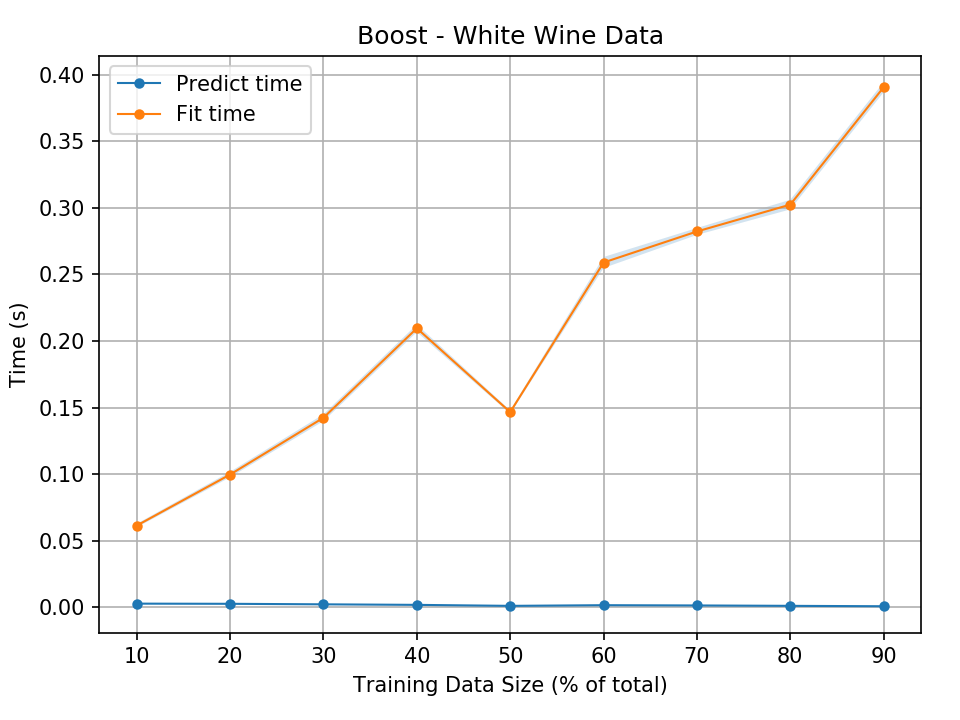 Boost - White Wine Data
Predict time
Fit time
0.40
0.35
0.30
0.25
0.20
0.15
0.10
0.05
0.00
Time (s)
10 20 30 40 50 60 70 80 90
Training Data Size (% of total)